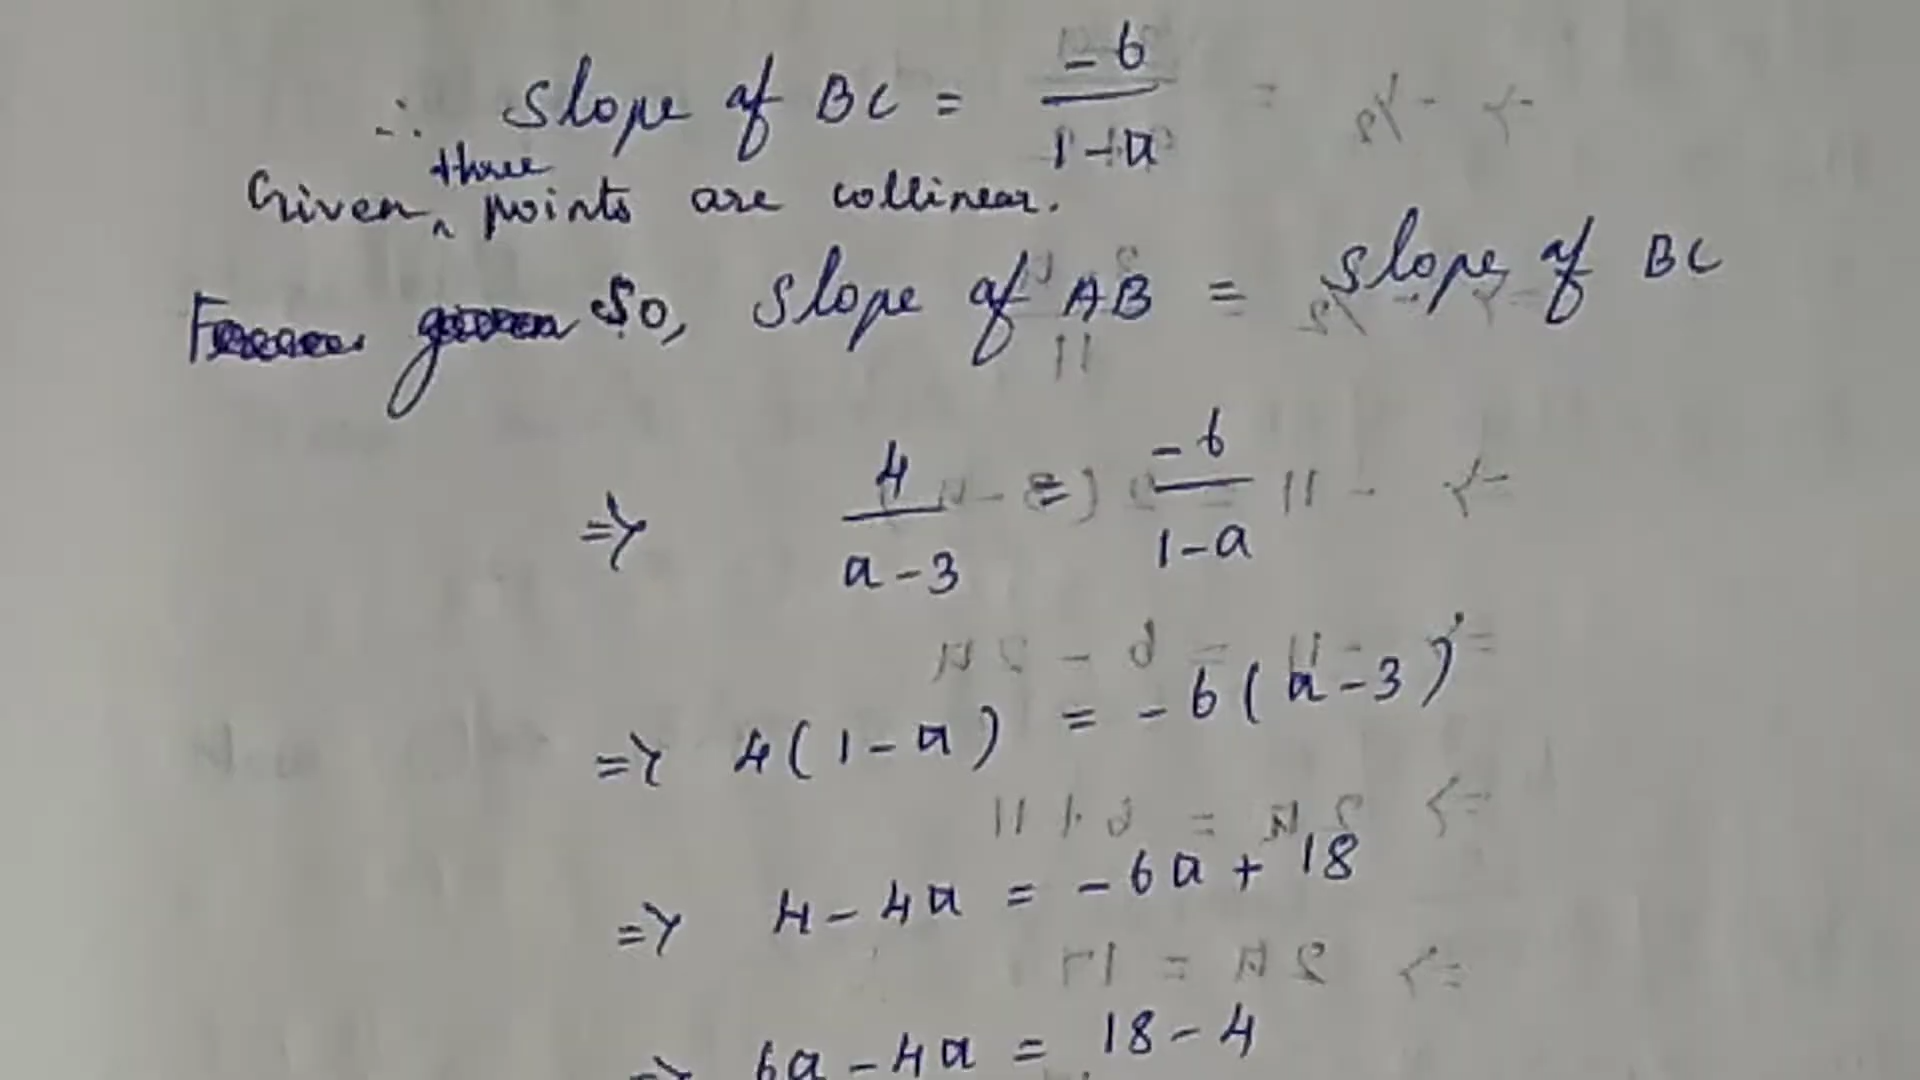 ∴ Slope of BC = -6/(1-a)
Given three points are collinear.
So, Slope of AB = Slope of BC
=> 4/(a-3) = -6/(1-a)
=> 4(1-a) = -6(a-3)
=> 4-4a = -6a+18
=> 6a-4a = 18-4